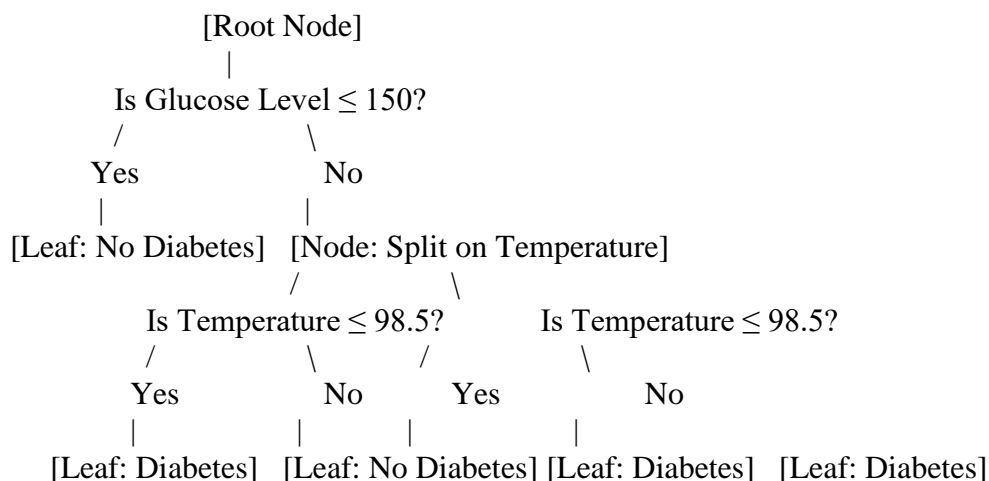 [Root Node]
|
Is Glucose Level ≤ 150?
/ \
Yes No
| |
[Leaf: No Diabetes] [Node: Split on Temperature]
/ \
Is Temperature ≤ 98.5? Is Temperature ≤ 98.5?
/ \ / \
Yes No Yes No
| | | |
[Leaf: Diabetes] [Leaf: No Diabetes] [Leaf: Diabetes] [Leaf: Diabetes]